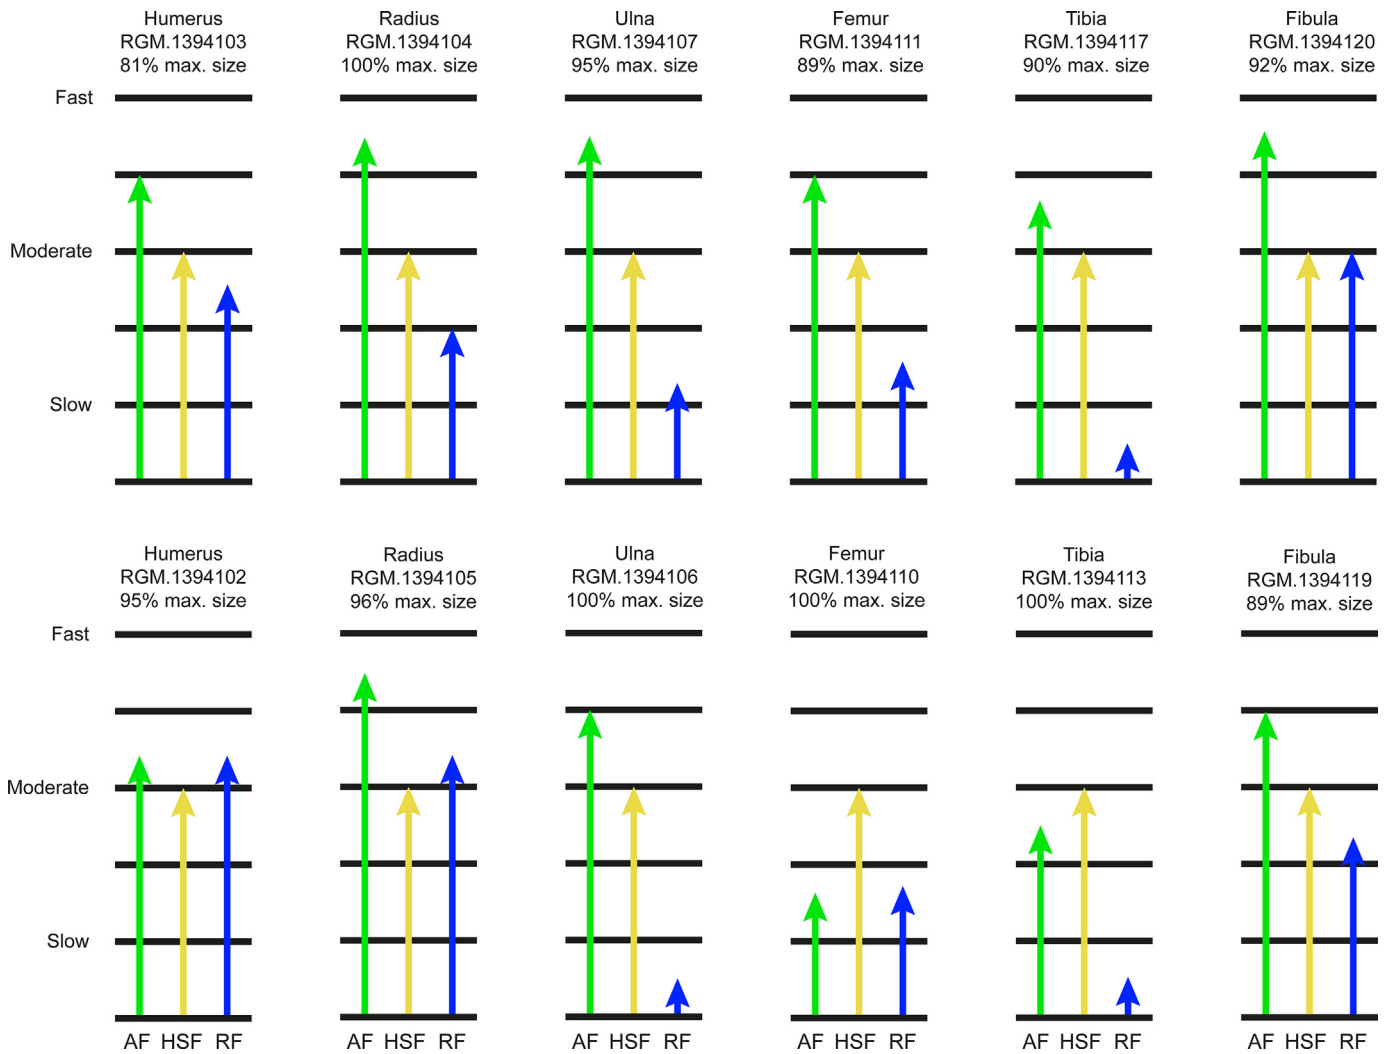 Humerus
RGM.1394103
81% max. size
Radius
RGM.1394104
100% max. size
Ulna
RGM.1394107
95% max. size
Femur
RGM.1394111
89% max. size
Tibia
RGM.1394117
90% max. size
Fibula
RGM.1394120
92% max. size
Fast
Moderate
Slow
Humerus
RGM.1394102
95% max. size
Radius
RGM.1394105
96% max. size
Ulna
RGM.1394106
100% max. size
Femur
RGM.1394110
100% max. size
Tibia
RGM.1394113
100% max. size
Fibula
RGM.1394119
89% max. size
Fast
Moderate
Slow
AF HSF RF
AF HSF RF
AF HSF RF
AF HSF RF
AF HSF RF
AF HSF RF